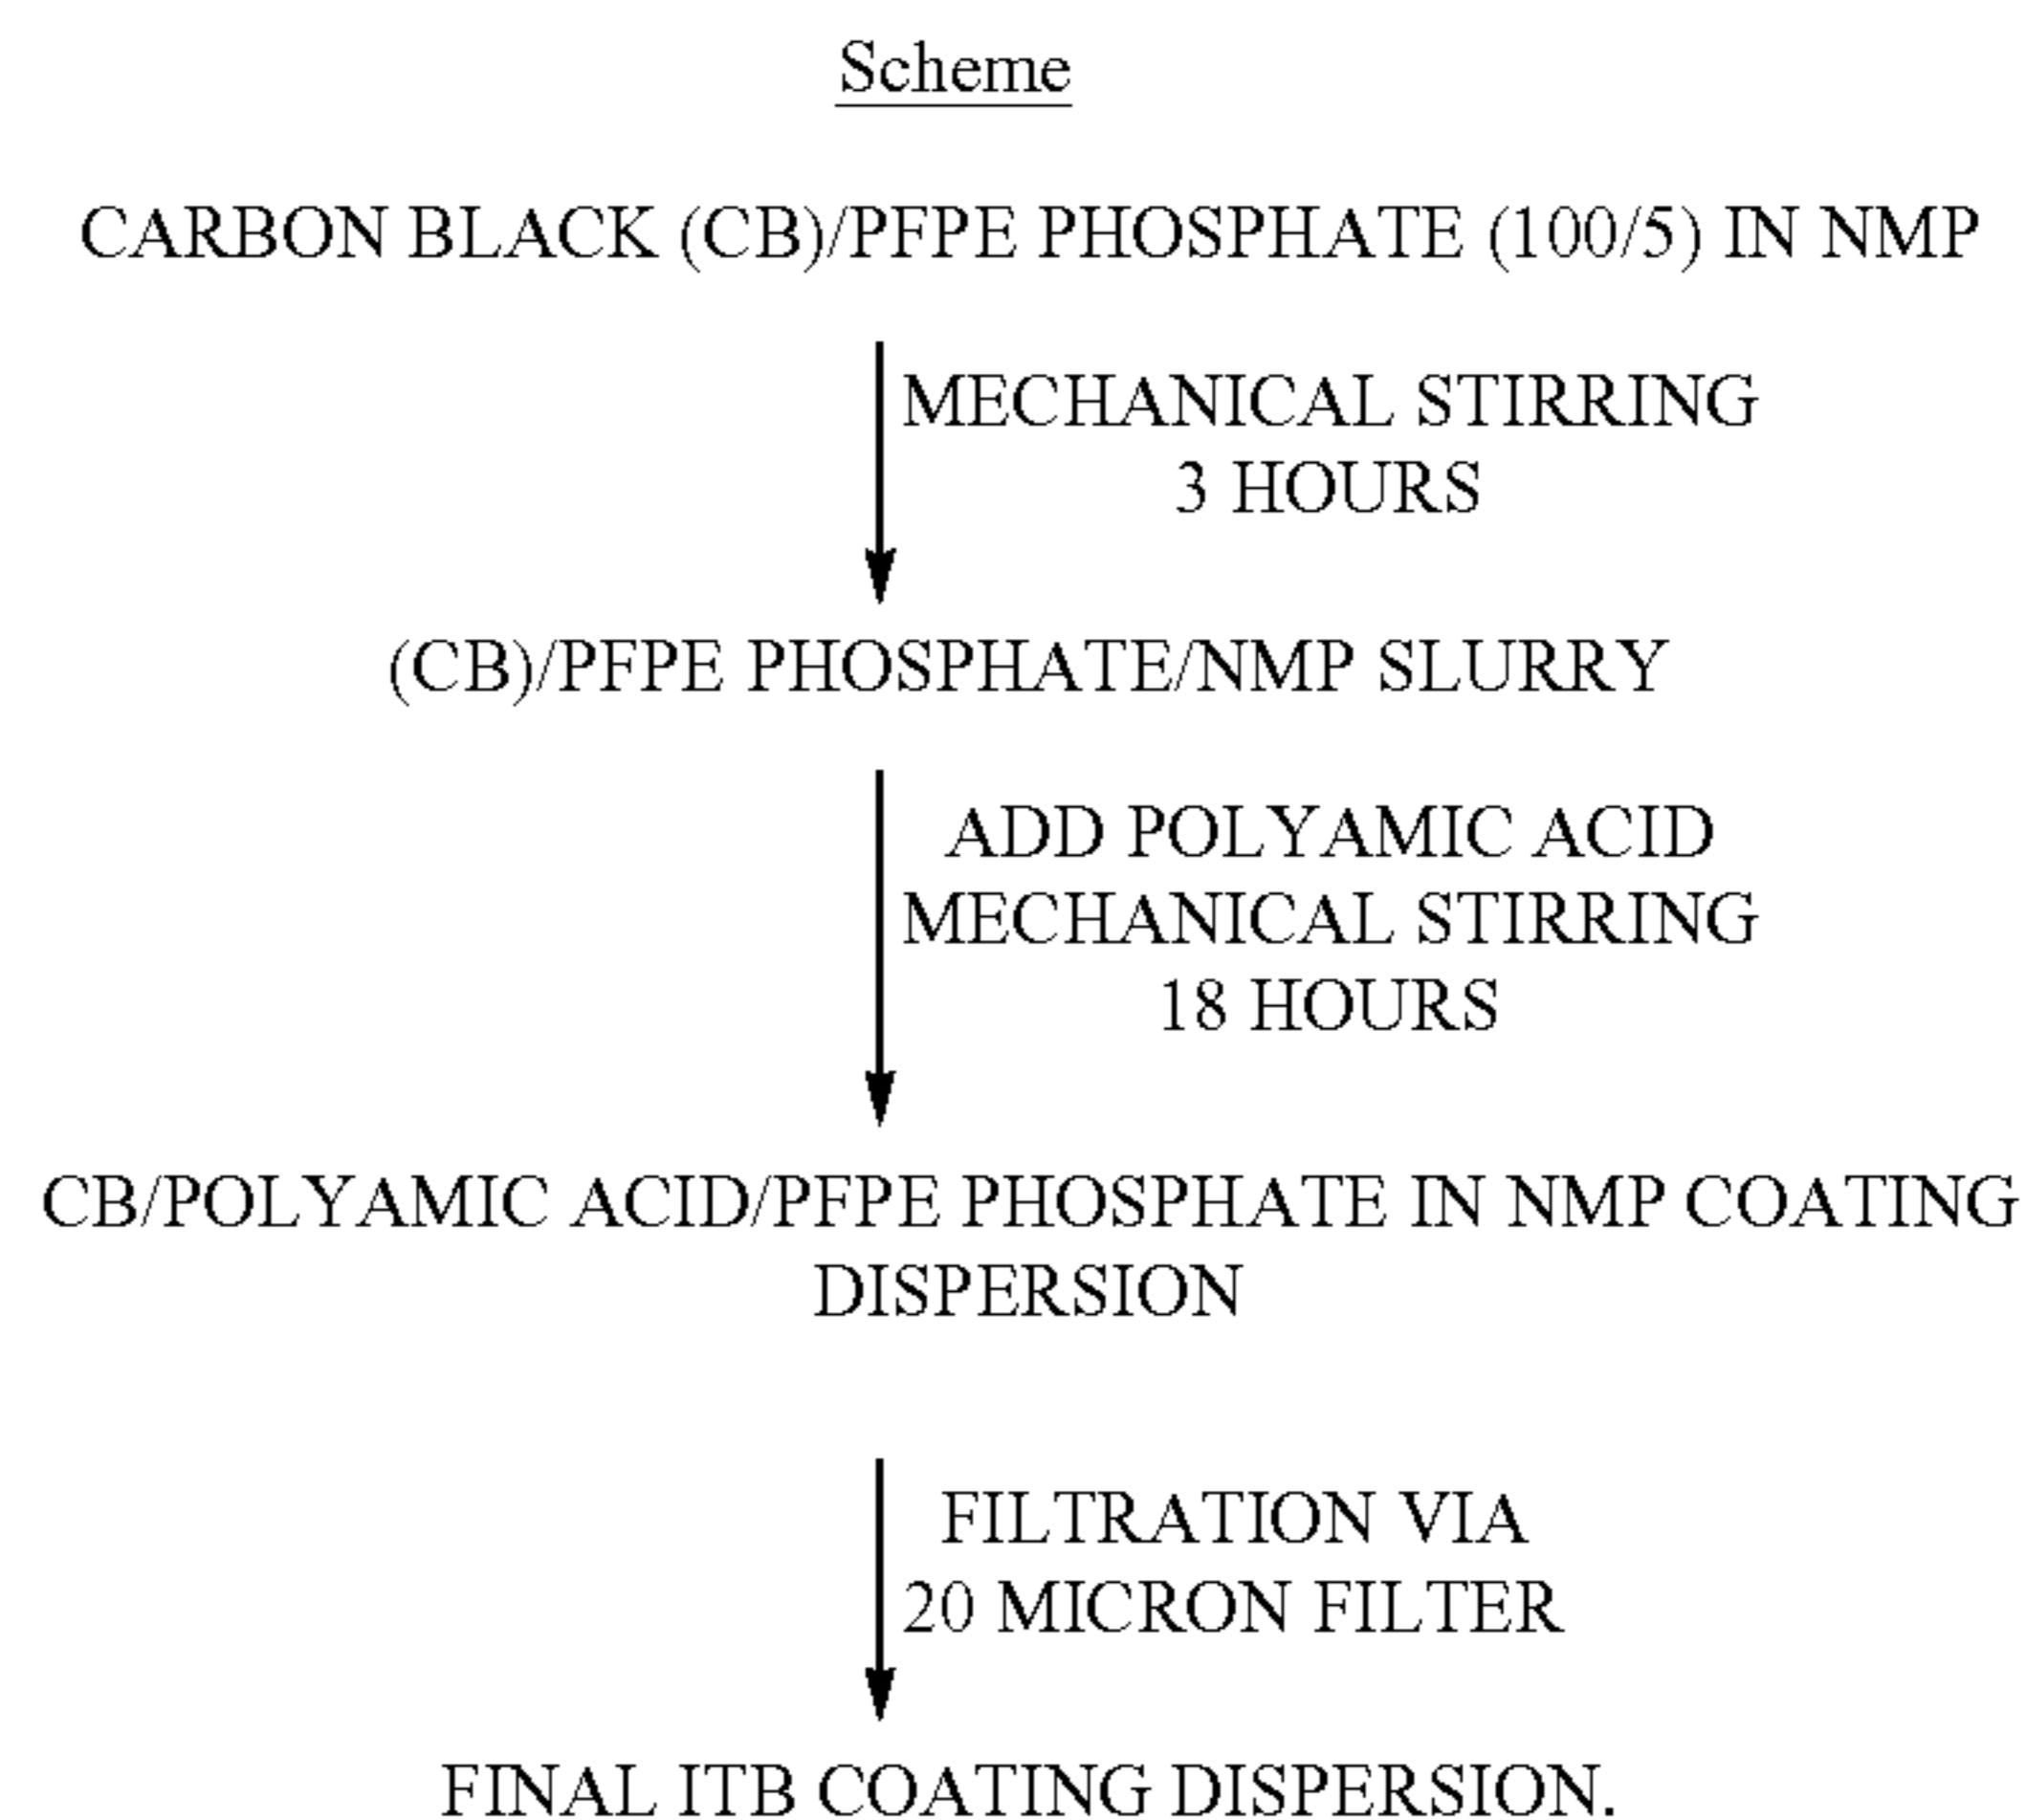 Scheme
CARBON BLACK (CB)/PFPE PHOSPHATE (100/5) IN NMP
MECHANICAL STIRRING
3 HOURS
(CB)/PFPE PHOSPHATE/NMP SLURRY
ADD POLYAMIC ACID
MECHANICAL STIRRING
18 HOURS
CB/POLYAMIC ACID/PFPE PHOSPHATE IN NMP COATING
DISPERSION
FILTRATION VIA
20 MICRON FILTER
FINAL ITB COATING DISPERSION.